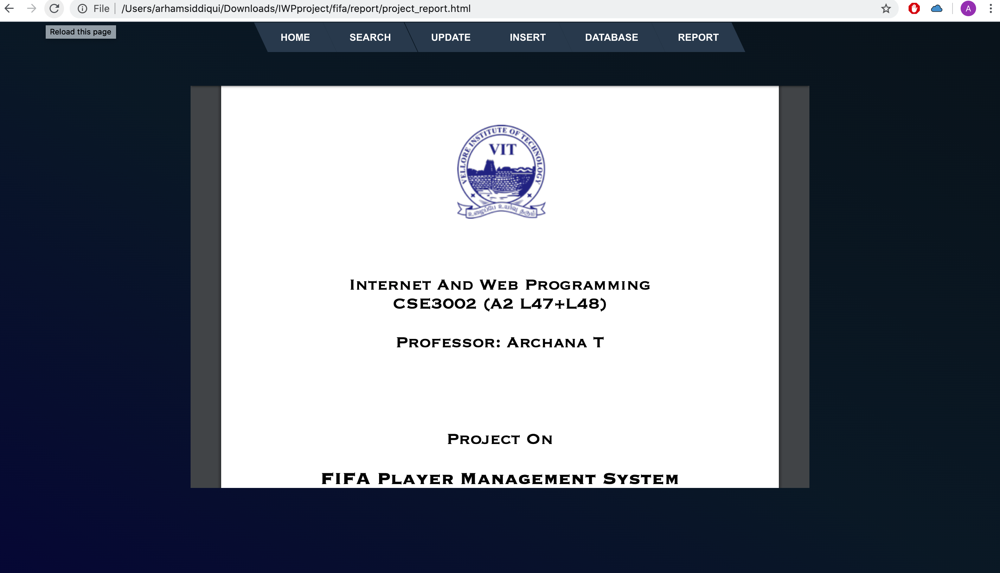 File /Users/arhamsiddiqui/Downloads/IWPproject/fifa/report/project_report.html
A
Reload this page
HOME SEARCH UPDATE INSERT DATABASE REPORT
VELLORE INSTITUTE OF TECHNOLOGY
VIT
உழைப்பே உயர்வு தரும்
Internet And Web Programming
CSE3002 (A2 L47+L48)
Professor: Archana T
Project On
FIFA Player Management System